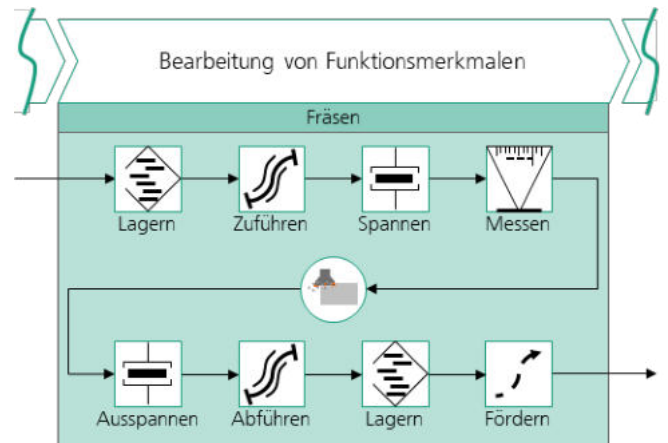 Bearbeitung von Funktionsmerkmalen
Fräsen
Lagern Zuführen Spannen Messen
Ausspannen Abführen Lagern Fördern